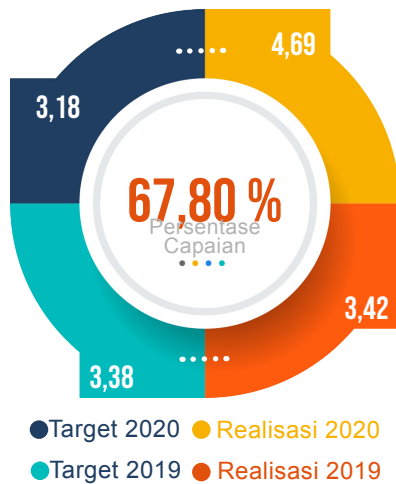 4,69
3,18
67,80 %
Persentase
Capaian
3,42
3,38
Target 2020 Realisasi 2020
Target 2019 Realisasi 2019